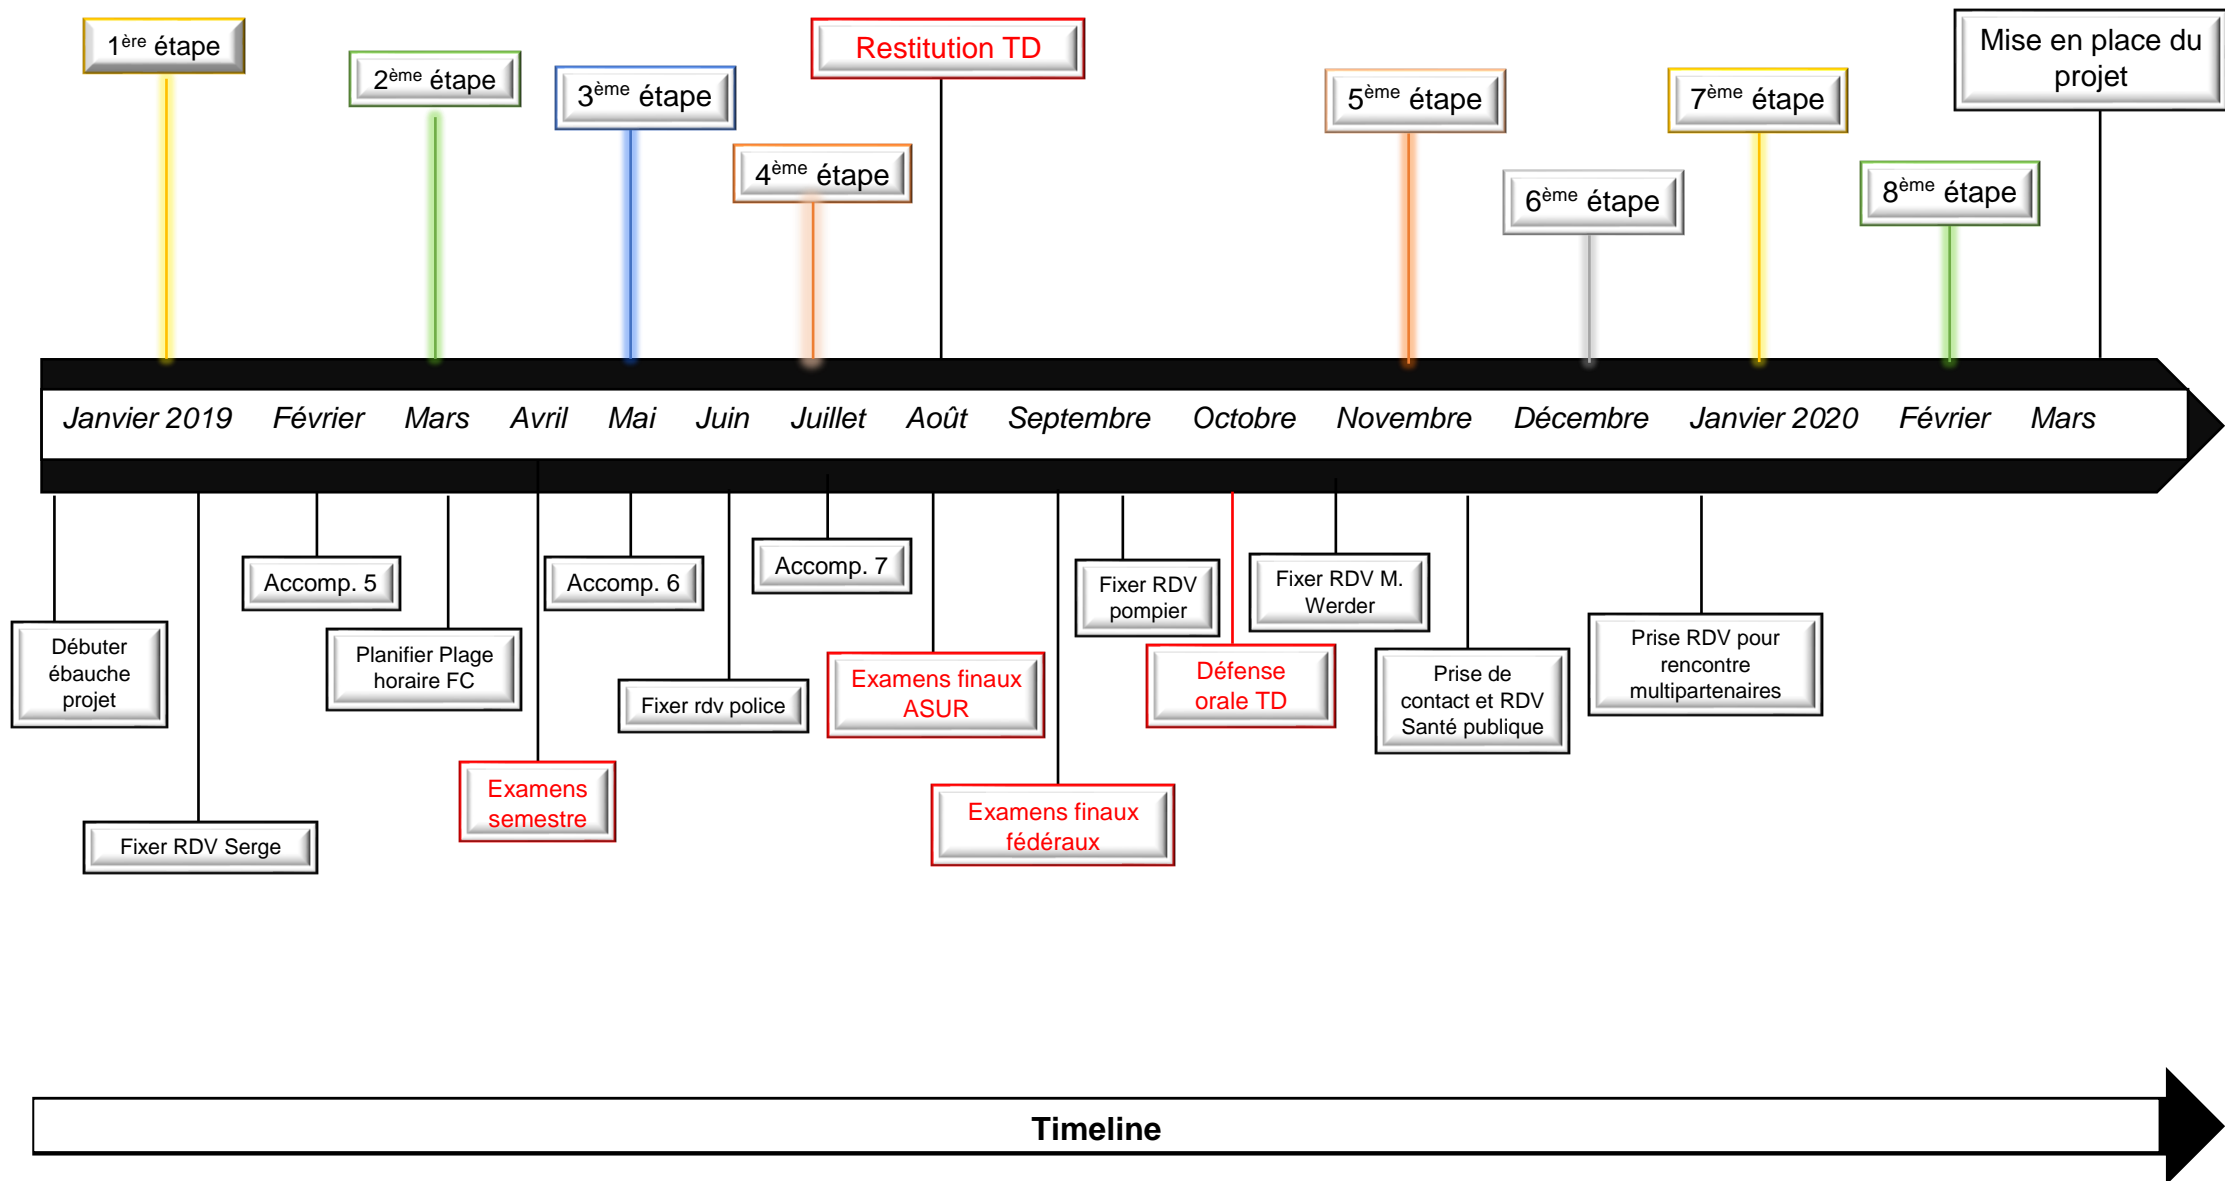 1ère étape
2ème étape
3ème étape
4ème étape
Restitution TD
5ème étape
6ème étape
7ème étape
8ème étape
Mise en place du
projet
Janvier 2019 Février Mars Avril Mai Juin Juillet Août Septembre Octobre Novembre Décembre Janvier 2020 Février Mars
Débuter
ébauche
projet
Fixer RDV Serge
Accomp. 5
Planifier Plage
horaire FC
Examens
semestre
Accomp. 6
Fixer rdv police
Accomp. 7
Examens finaux
ASUR
Examens finaux
fédéraux
Fixer RDV
pompier
Défense
orale TD
Fixer RDV M.
Werder
Prise de
contact et RDV
Santé publique
Prise RDV pour
rencontre
multipartenaires
Timeline